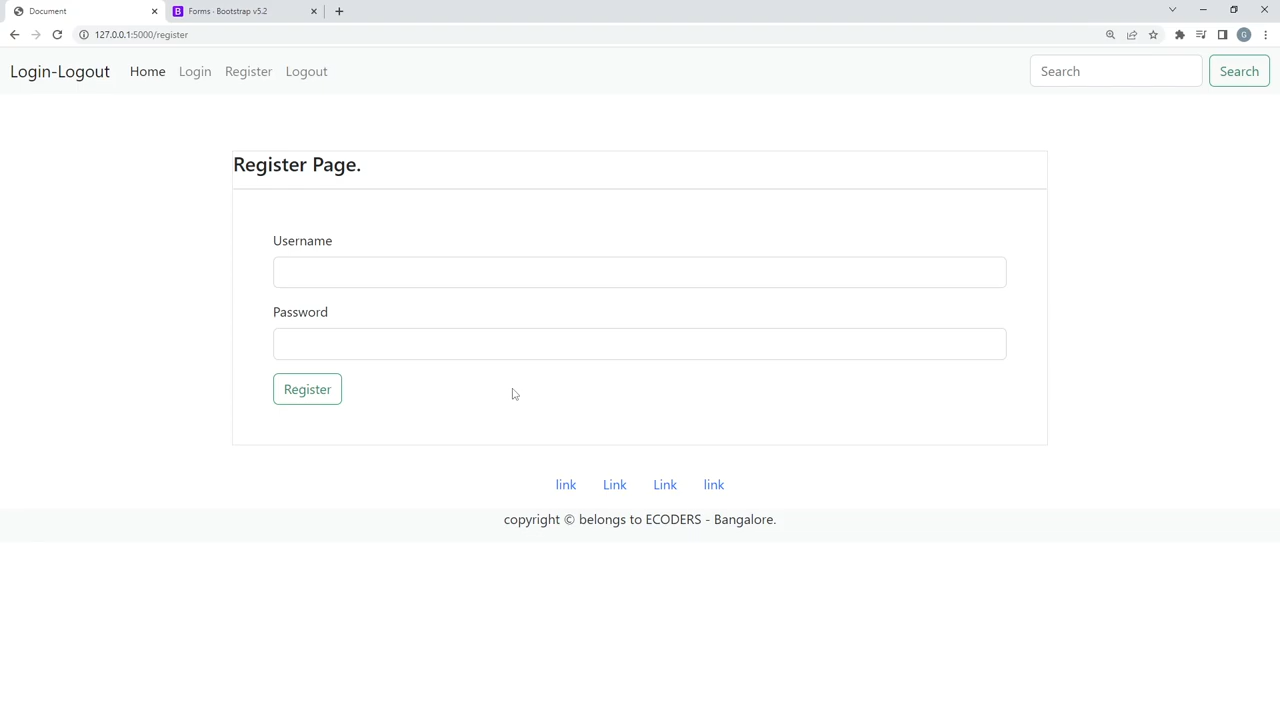 Document
Forms · Bootstrap v5.2
127.0.0.1:5000/register
G
Login-Logout Home Login Register Logout Search Search
Register Page.
Username
Password
Register
link Link Link link
copyright © belongs to ECODERS - Bangalore.